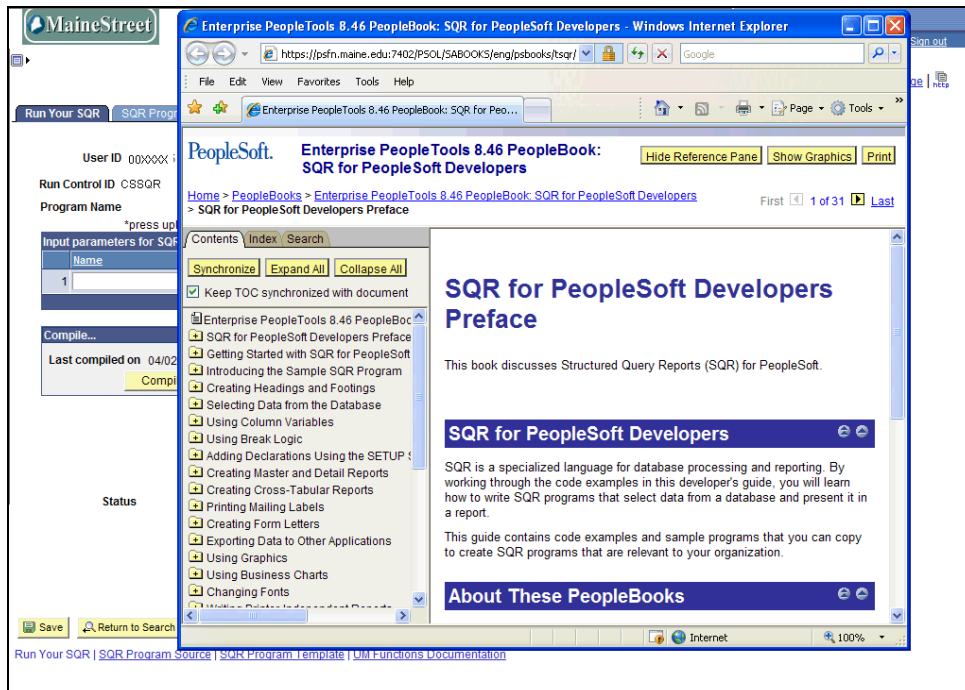 MaineStreet
Sign out
ge
http
Run Your SQR
SQR Progr
User ID 00XXXX
Run Control ID CSSQR
Program Name
*press upl
Input parameters for SQR
Name
1
Compile...
Last compiled on 04/02
Compi
Status
Save
Return to Search
Run Your SQR | SQR Program Source | SQR Program Template | UM Functions Documentation
Enterprise PeopleTools 8.46 PeopleBook: SQR for PeopleSoft Developers - Windows Internet Explorer
https://psfn.maine.edu:7402/PSOL/SABOOKS/eng/psbooks/tsqr/
Google
File Edit View Favorites Tools Help
Enterprise PeopleTools 8.46 PeopleBook: SQR for Peo...
Page Tools »
PeopleSoft.
Enterprise PeopleTools 8.46 PeopleBook:
SQR for PeopleSoft Developers
Hide Reference Pane Show Graphics Print
Home > PeopleBooks > Enterprise PeopleTools 8.46 PeopleBook: SQR for PeopleSoft Developers
> SQR for PeopleSoft Developers Preface
First 1 of 31 Last
Contents Index Search
Synchronize Expand All Collapse All
Keep TOC synchronized with document
Enterprise PeopleTools 8.46 PeopleBoo
SQR for PeopleSoft Developers Preface
Getting Started with SQR for PeopleSoft
Introducing the Sample SQR Program
Creating Headings and Footings
Selecting Data from the Database
Using Column Variables
Using Break Logic
Adding Declarations Using the SETUP S
Creating Master and Detail Reports
Creating Cross-Tabular Reports
Printing Mailing Labels
Creating Form Letters
Exporting Data to Other Applications
Using Graphics
Using Business Charts
Changing Fonts
Writing Printer-Independent Reports
SQR for PeopleSoft Developers
Preface
This book discusses Structured Query Reports (SQR) for PeopleSoft.
SQR for PeopleSoft Developers
SQR is a specialized language for database processing and reporting. By
working through the code examples in this developer's guide, you will learn
how to write SQR programs that select data from a database and present it in
a report.
This guide contains code examples and sample programs that you can copy
to create SQR programs that are relevant to your organization.
About These PeopleBooks
Internet
100%